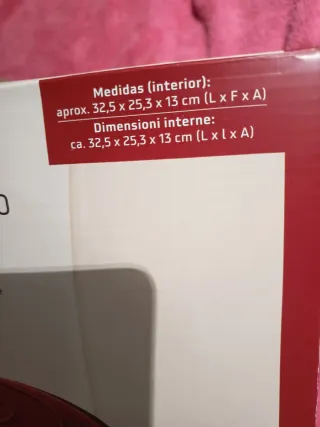 Medidas (interior):
aprox. 32,5 x 25,3 x 13 cm (L x F x A)
Dimensioni interne:
ca. 32,5 x 25,3 x 13 cm (L x l x A)